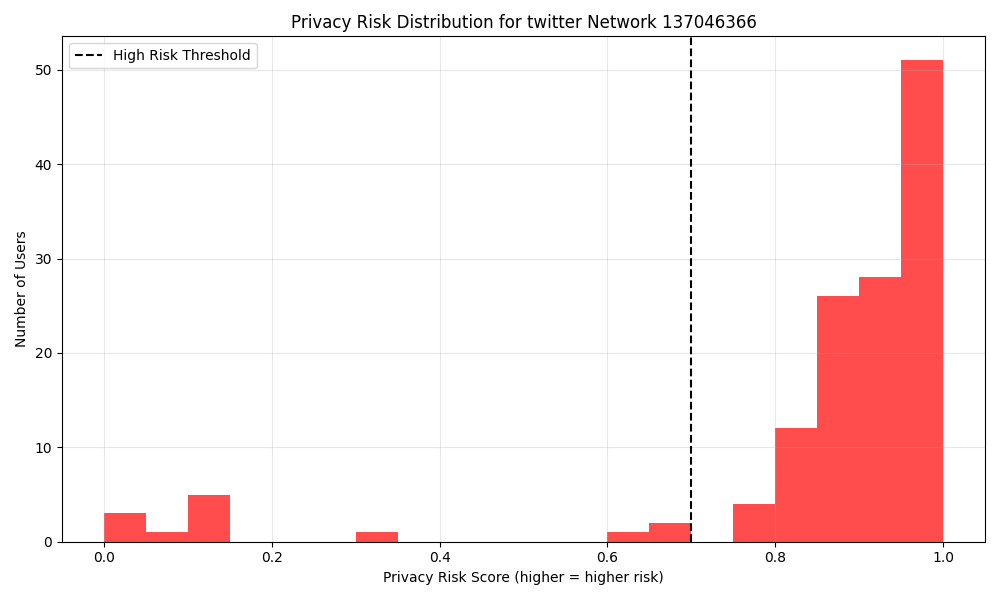 Privacy Risk Distribution for twitter Network 137046366
High Risk Threshold
Number of Users
50
40
30
20
10
0
0.0 0.2 0.4 0.6 0.8 1.0
Privacy Risk Score (higher = higher risk)